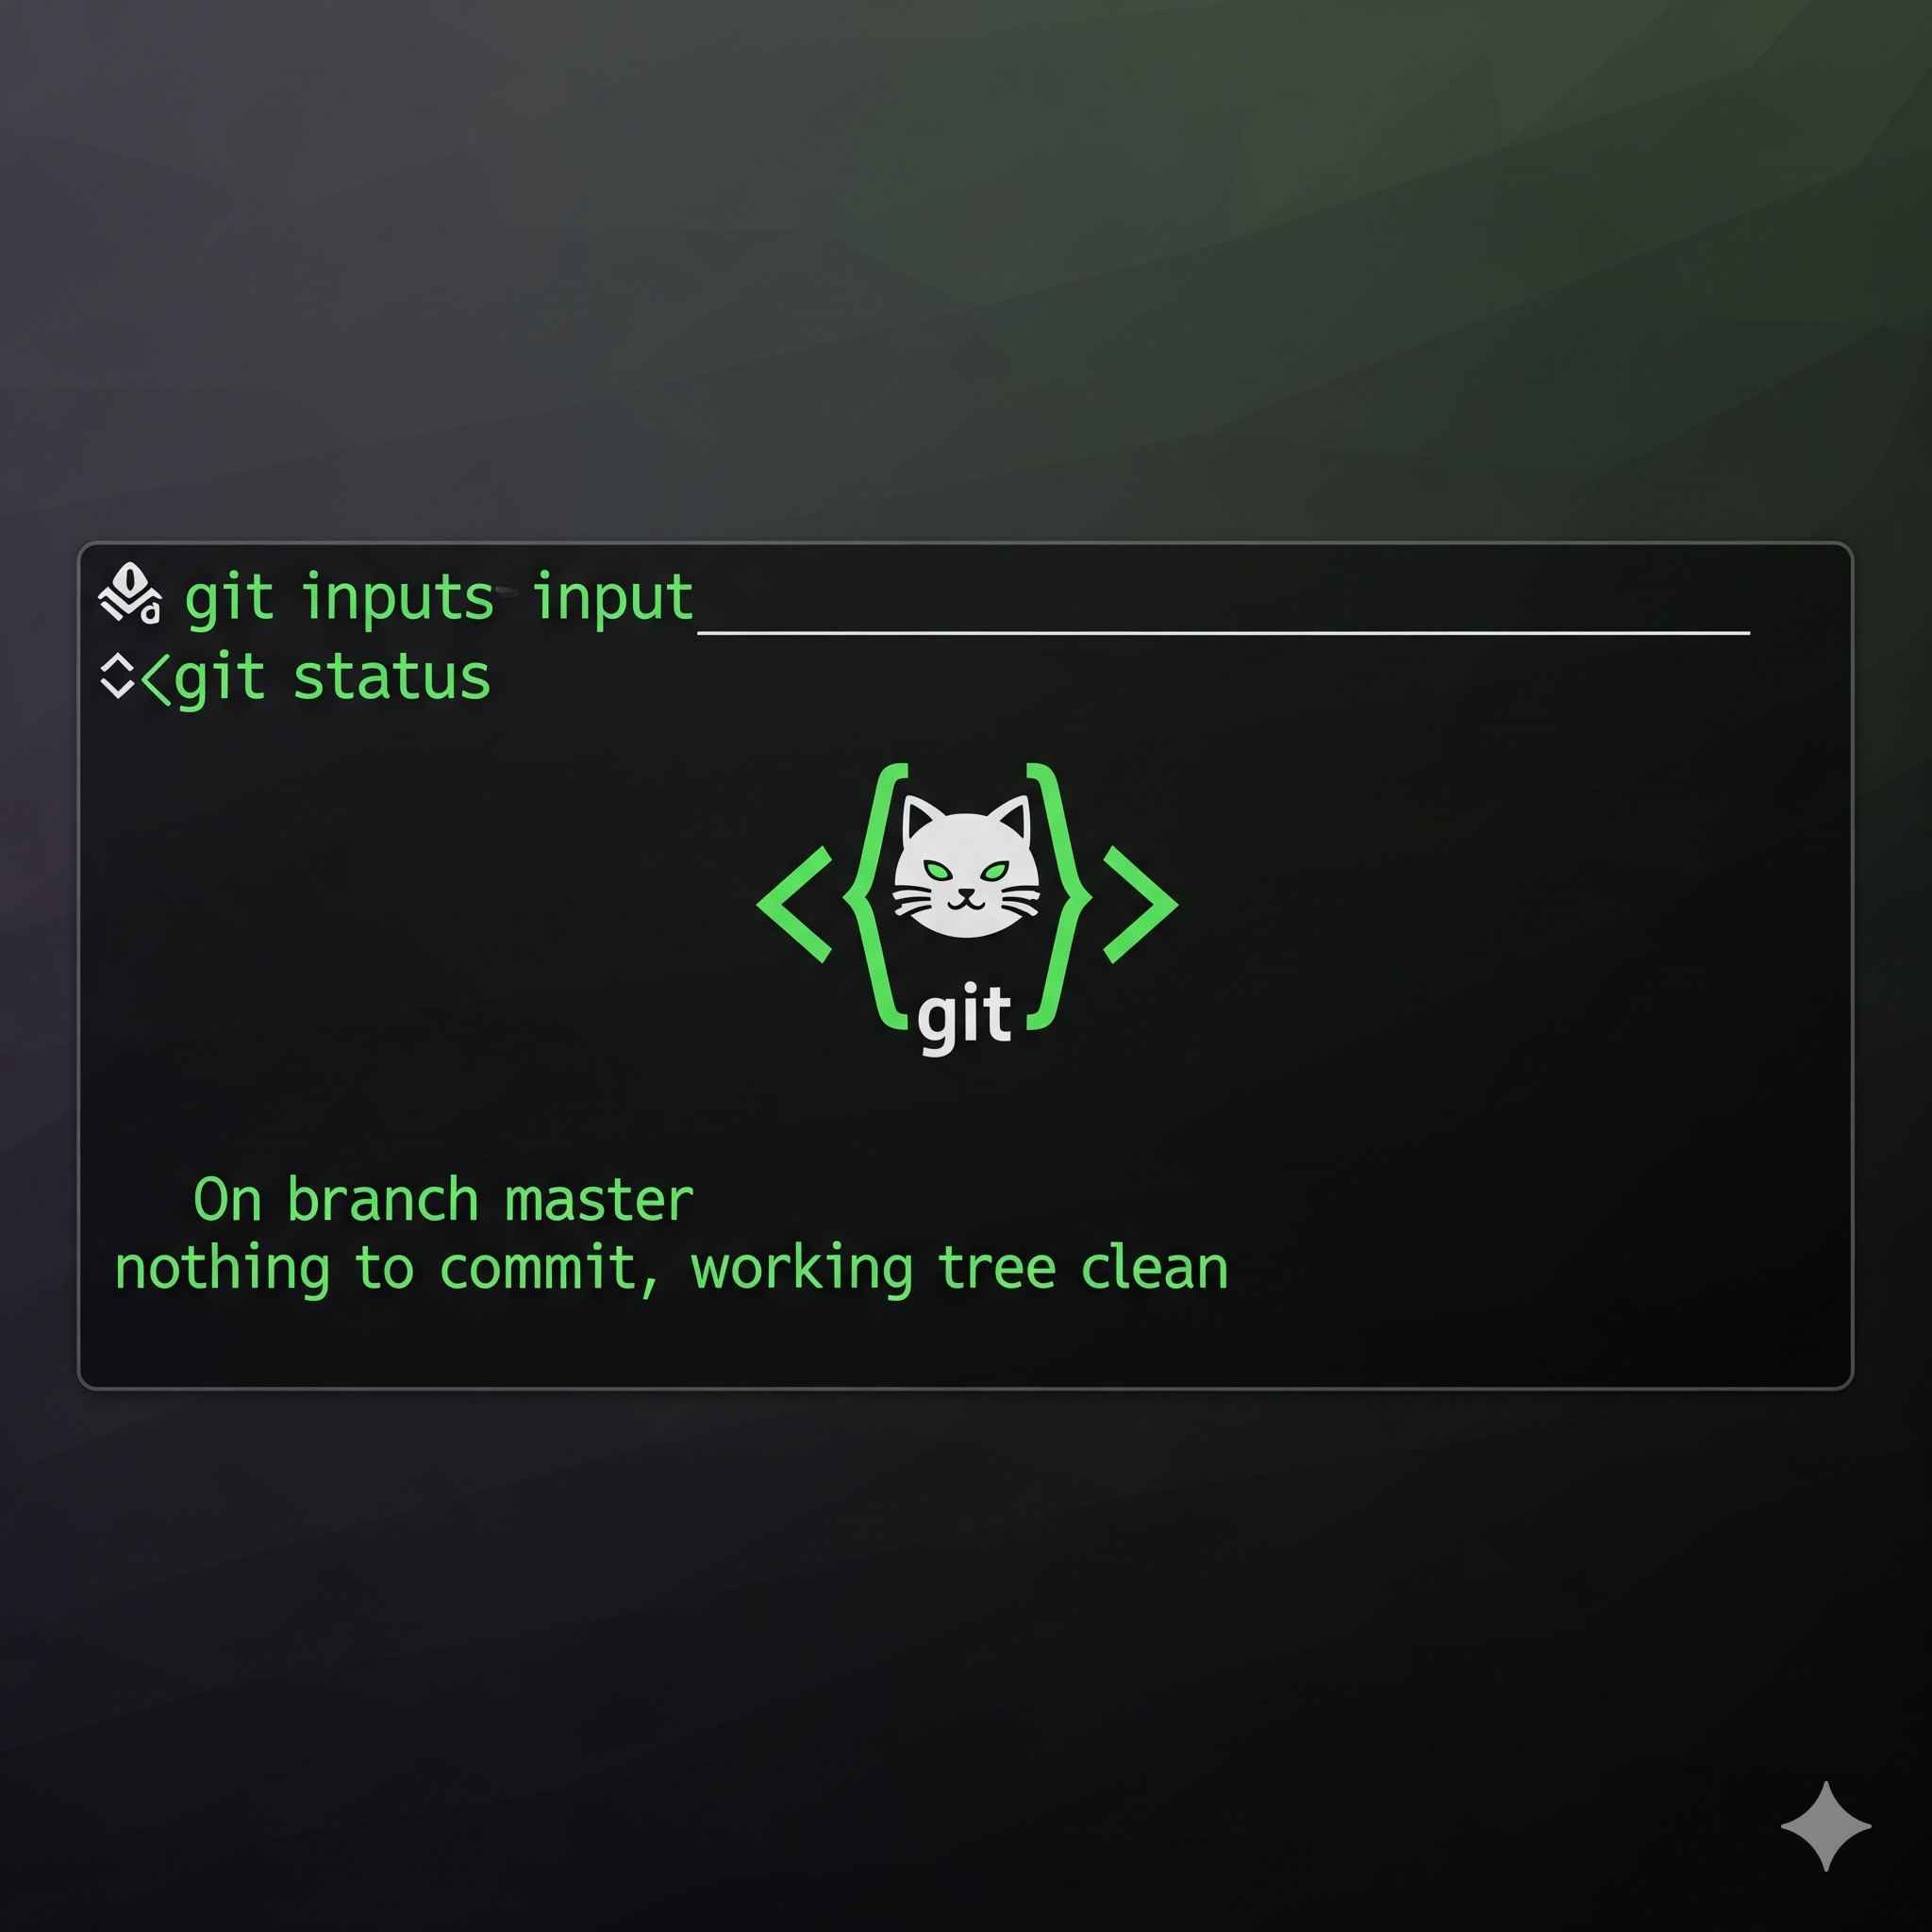 git inputs input
<git status
git
On branch master
nothing to commit, working tree clean